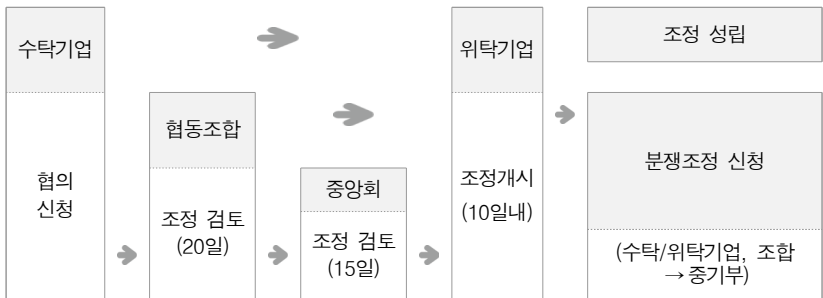 수탁기업
협의
신청
협동조합
조정 검토
(20일)
중앙회
조정 검토
(15일)
위탁기업
조정개시
(10일내)
조정 성립
분쟁조정 신청
(수탁/위탁기업, 조합
→중기부)